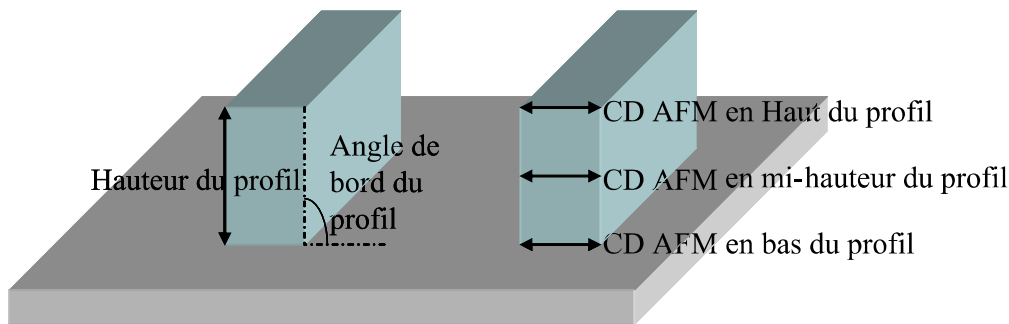 CD AFM en Haut du profil
Angle de
bord du
profil
Hauteur du profil
CD AFM en mi-hauteur du profil
CD AFM en bas du profil